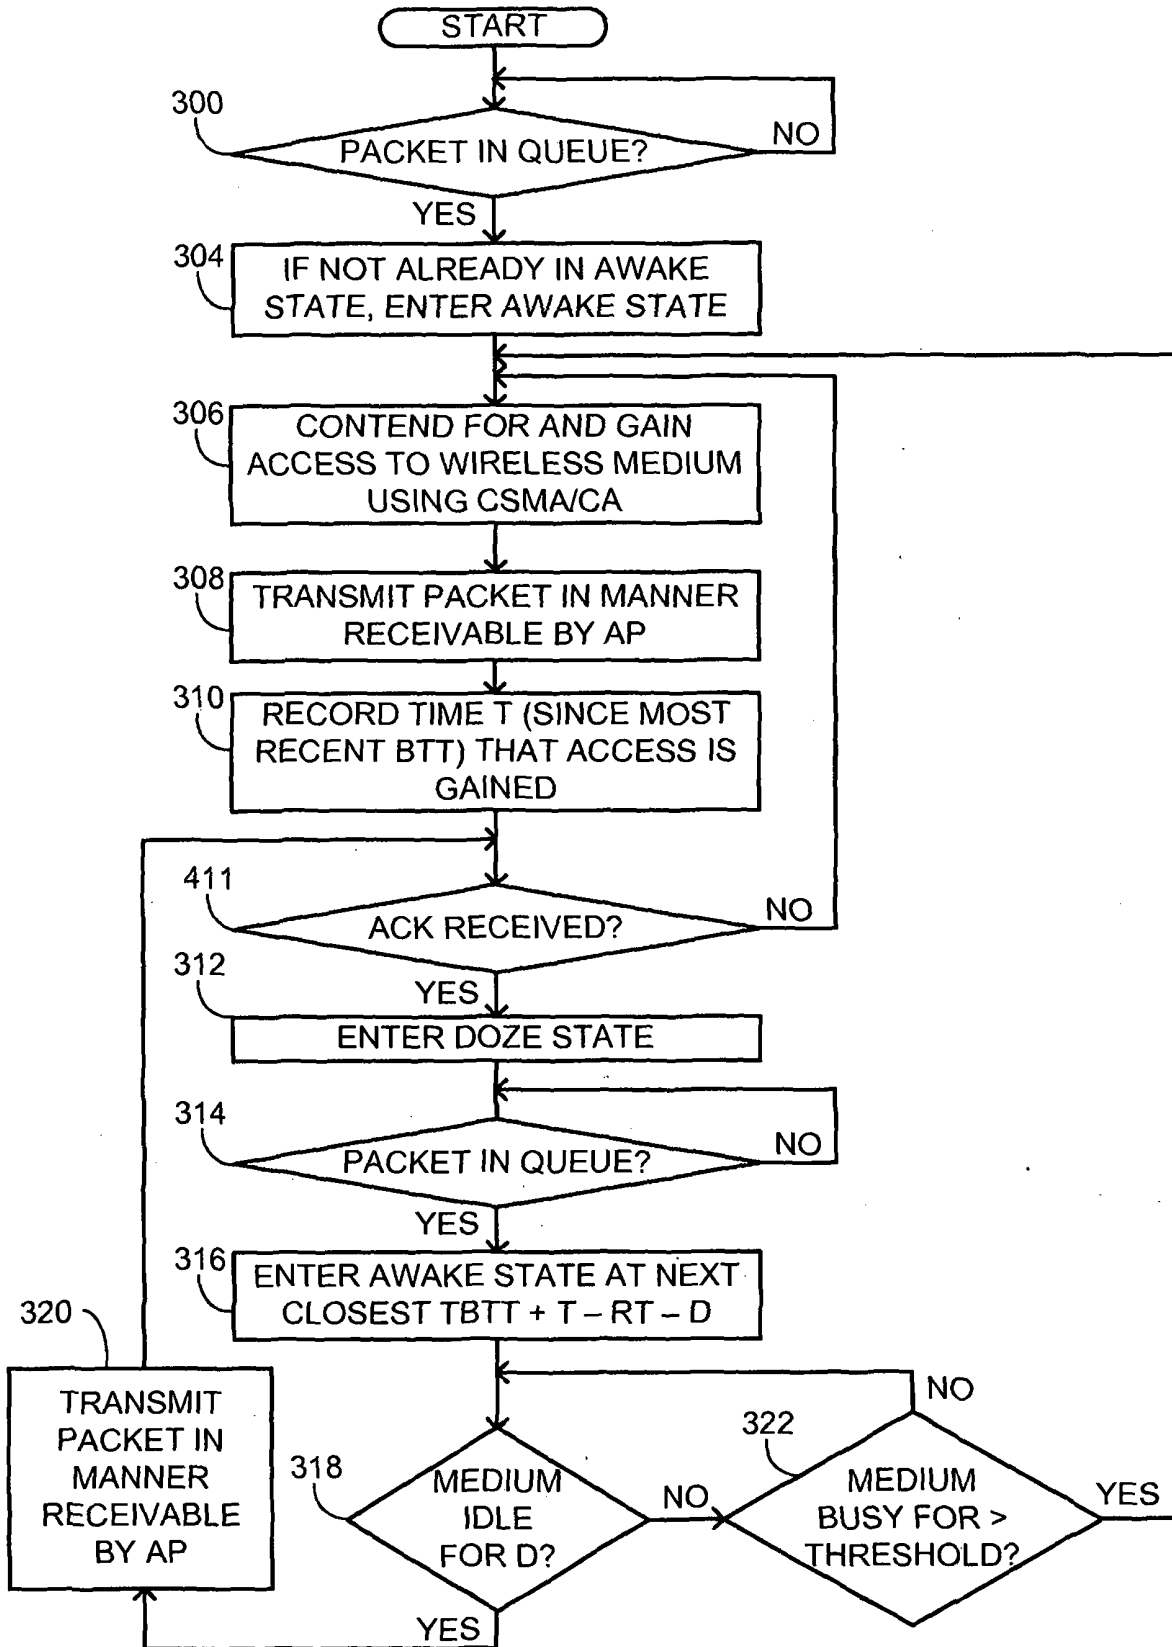 START
300
PACKET IN QUEUE?
NO
YES
304
IF NOT ALREADY IN AWAKE
STATE, ENTER AWAKE STATE
306
CONTEND FOR AND GAIN
ACCESS TO WIRELESS MEDIUM
USING CSMA/CA
308
TRANSMIT PACKET IN MANNER
RECEIVABLE BY AP
310
RECORD TIME T (SINCE MOST
RECENT BTT) THAT ACCESS IS
GAINED
411
ACK RECEIVED?
NO
YES
312
ENTER DOZE STATE
314
PACKET IN QUEUE?
NO
YES
316
ENTER AWAKE STATE AT NEXT
CLOSEST TBTT + T – RT – D
320
TRANSMIT
PACKET IN
MANNER
RECEIVABLE
BY AP
318
MEDIUM
IDLE
FOR D?
NO
YES
322
MEDIUM
BUSY FOR >
THRESHOLD?
NO
YES